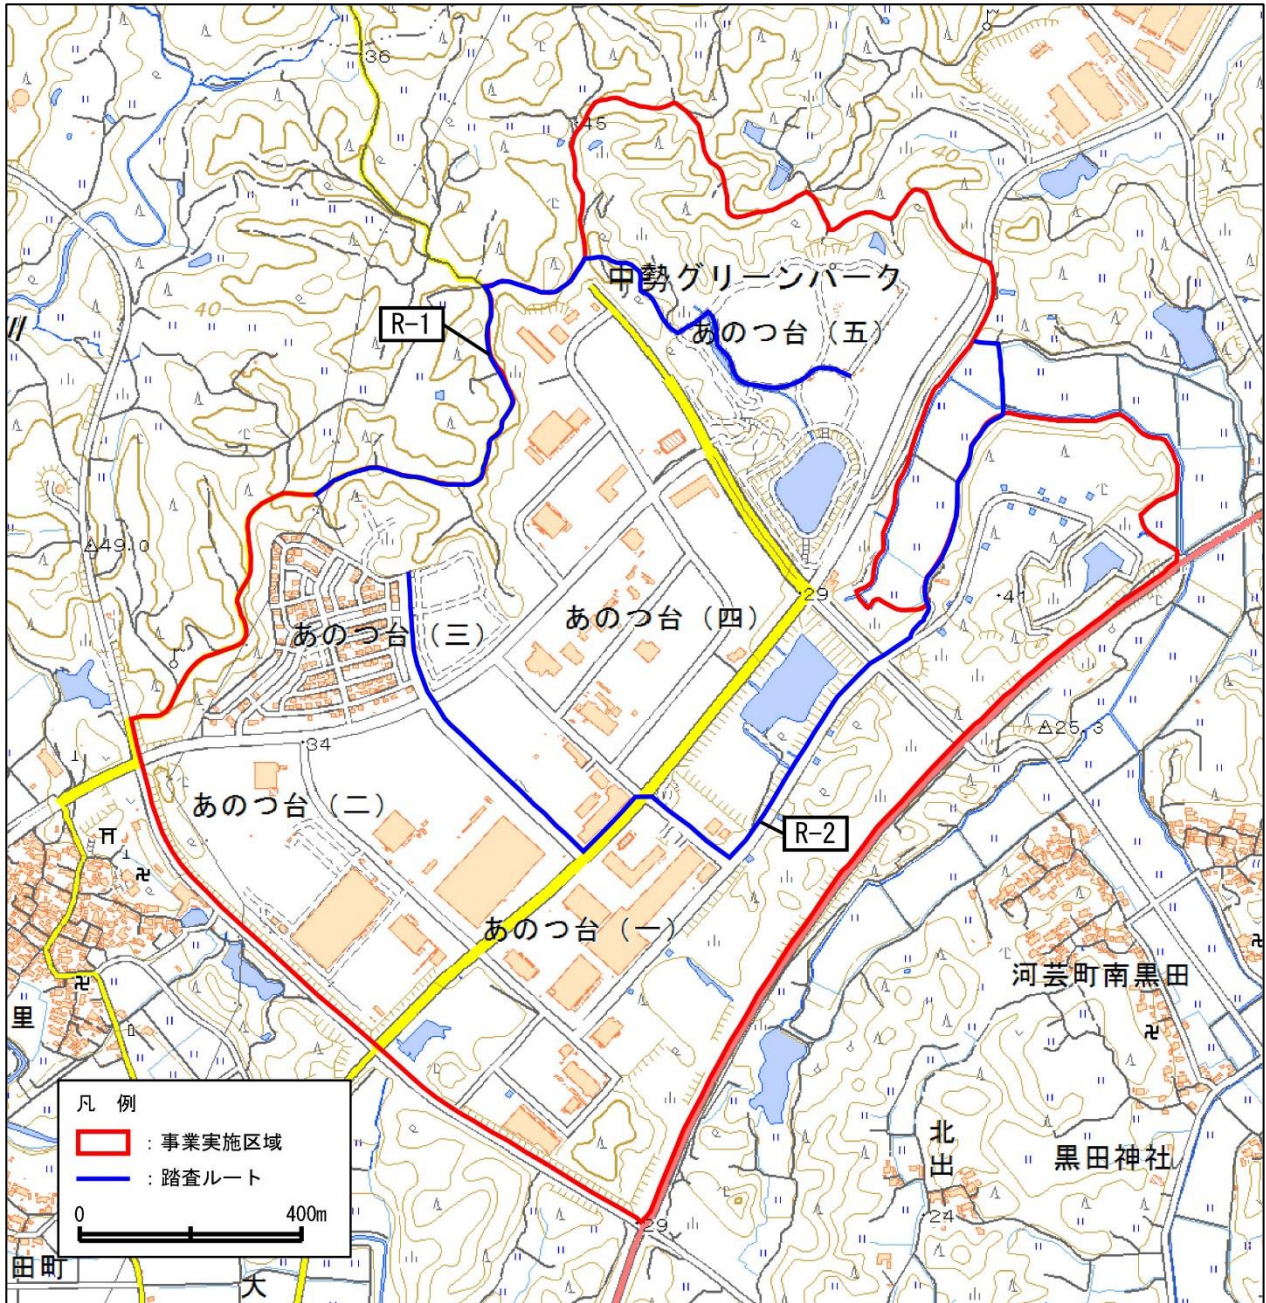 36
45
40
中勢グリーンパーク
40
R-1
あのつ台（五）
49.0
29
41
あのつ台（四）
あのつ台（三）
25.3
34
あのつ台（二）
R-2
あのつ台（一）
河芸町南黒田
里
凡 例
：事業実施区域
：踏査ルート
0 400m
北出
黒田神社
24
29
田町
大